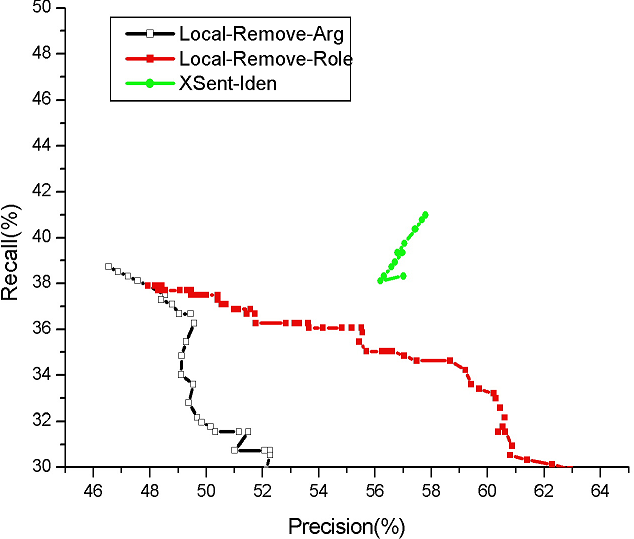 50
48
46
44
42
40
38
36
34
32
30
Recall(%)
Local-Remove-Arg
Local-Remove-Role
XSent-Iden
46 48 50 52 54 56 58 60 62 64
Precision(%)